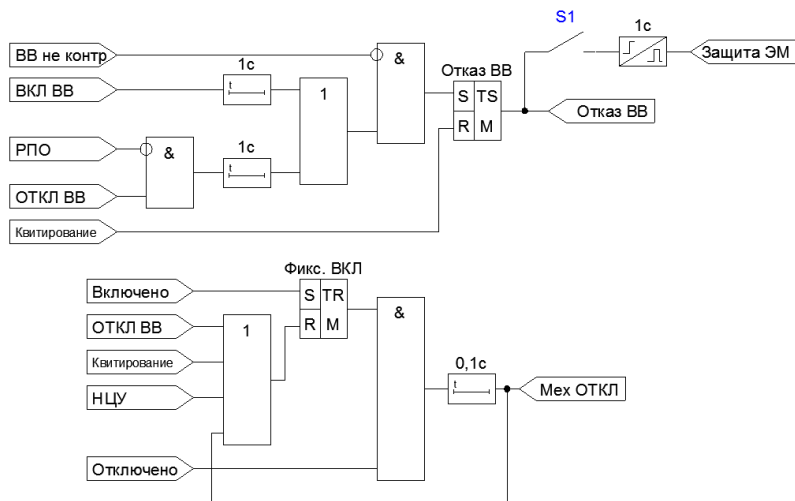 S1
ВВ не контр
&
1с
Защита ЭМ
1с
Отказ ВВ
ВКЛ ВВ
t
1
S TS
R M
Отказ ВВ
РПО
&
1с
t
ОТКЛ ВВ
Квитирование
Фикс. ВКЛ
Включено
S TR
R M
&
ОТКЛ ВВ
1
Квитирование
0,1с
t
Мех ОТКЛ
НЦУ
Отключено